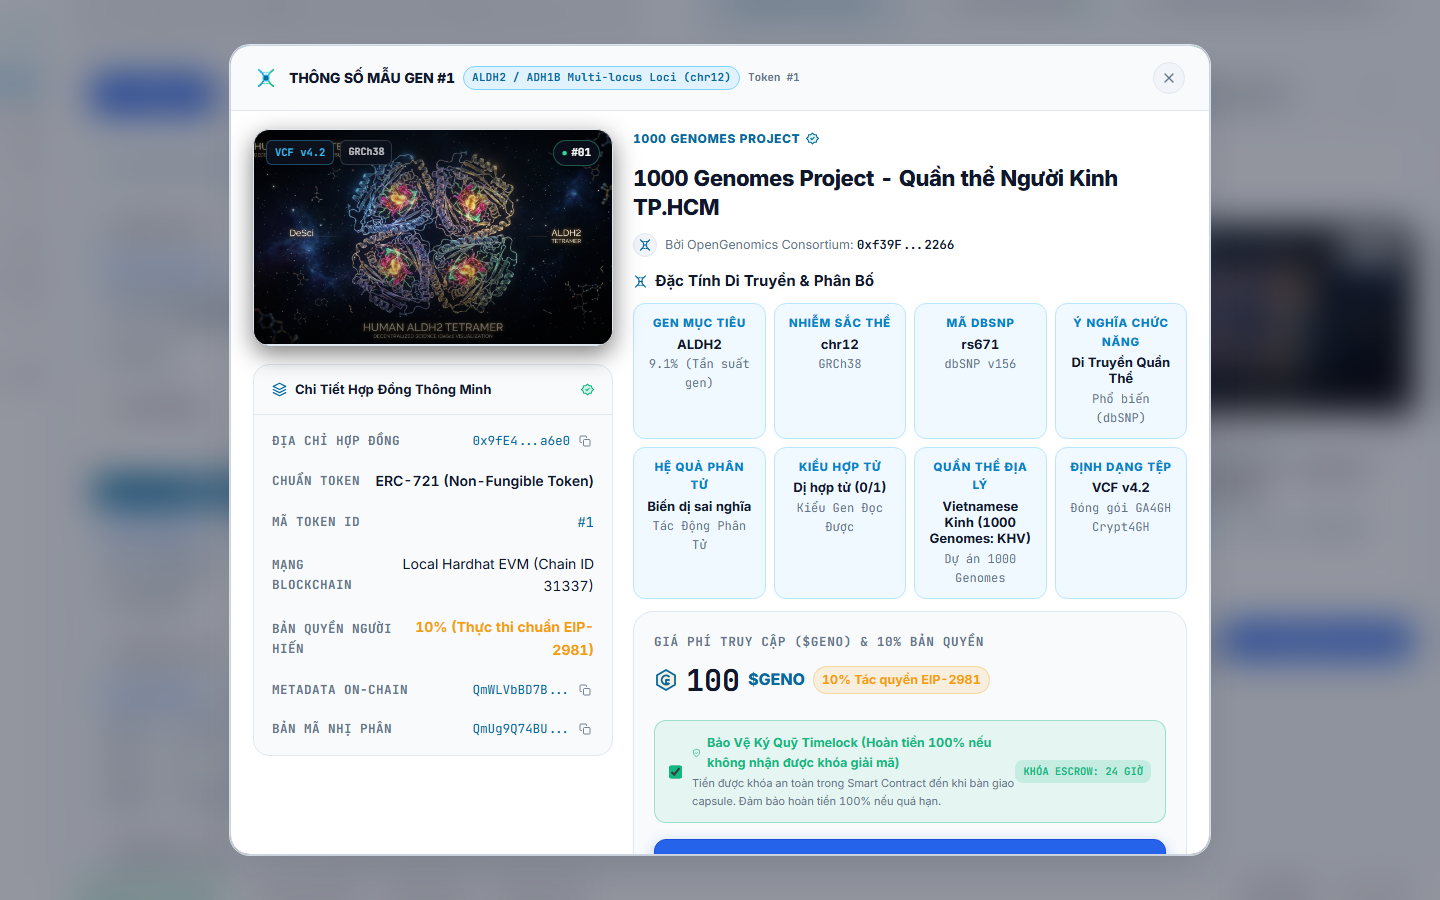 THÔNG SỐ MẪU GEN #1
ALDH2 / ADH1B Multi-locus Loci (chr12)
Token #1
VCF v4.2
GRCh38
#01
DeSci
ALDH2
TETRAMER
HUMAN ALDH2 TETRAMER
Chi Tiết Hợp Đồng Thông Minh
ĐỊA CHỈ HỢP ĐỒNG
0x9fE4...a6e0
CHUẨN TOKEN
ERC-721 (Non-Fungible Token)
MÃ TOKEN ID
#1
MẠNG
BLOCKCHAIN
Local Hardhat EVM (Chain ID
31337)
BẢN QUYỀN NGƯỜI
HIẾN
10% (Thực thi chuẩn EIP-
2981)
METADATA ON-CHAIN
QmWLVbBD7B...
BẢN MÃ NHỊ PHÂN
QmUg9Q74BU...
1000 GENOMES PROJECT
1000 Genomes Project - Quần thể Người Kinh
TP.HCM
Bởi OpenGenomics Consortium: 0xf39F...2266
Đặc Tính Di Truyền & Phân Bố
GEN MỤC TIÊU
ALDH2
9.1% (Tần suất
gen)
NHIỄM SẮC THỂ
chr12
GRCh38
MÃ DBSNP
rs671
dbSNP v156
Ý NGHĨA CHỨC
NĂNG
Di Truyền Quần
Thể
Phổ biến
(dbSNP)
HỆ QUẢ PHÂN
TỬ
Biến dị sai nghĩa
Tác Động Phân
Tử
KIỂU HỢP TỬ
Dị hợp tử (0/1)
Kiểu Gen Đọc
Được
QUẦN THỂ ĐỊA
LÝ
Vietnamese
Kinh (1000
Genomes: KHV)
Dự án 1000
Genomes
ĐỊNH DẠNG TỆP
VCF v4.2
Đóng gói GA4GH
Crypt4GH
GIÁ PHÍ TRUY CẬP ($GENO) & 10% BẢN QUYỀN
100 $GENO
10% Tác quyền EIP-2981
Bảo Vệ Ký Quỹ Timelock (Hoàn tiền 100% nếu
không nhận được khóa giải mã)
Tiền được khóa an toàn trong Smart Contract đến khi bàn giao
capsule. Đảm bảo hoàn tiền 100% nếu quá hạn.
KHÓA ESCROW: 24 GIỜ